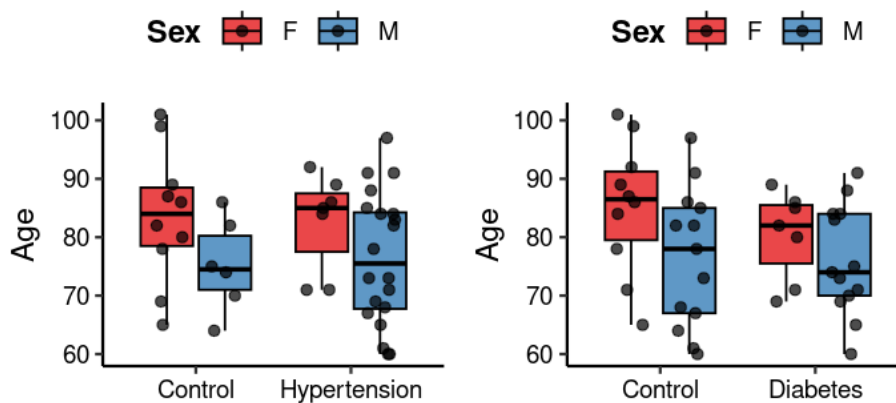 Sex F M
Age
100
90
80
70
60
Control Hypertension
Sex F M
Age
100
90
80
70
60
Control Diabetes